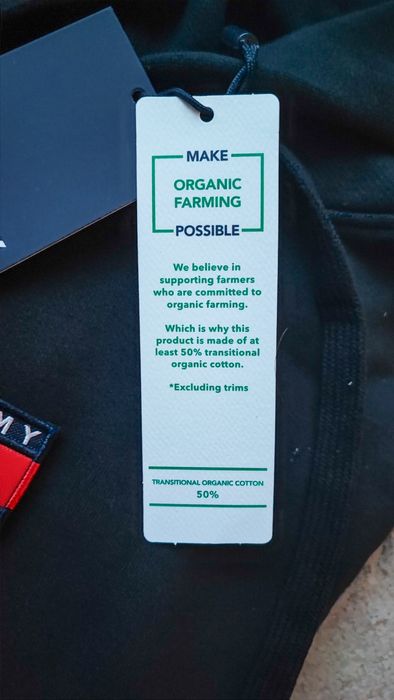 MAKE
ORGANIC
FARMING
POSSIBLE
We believe in
supporting farmers
who are committed to
organic farming.
Which is why this
product is made of at
least 50% transitional
organic cotton.
*Excluding trims
TRANSITIONAL ORGANIC COTTON
50%
MY